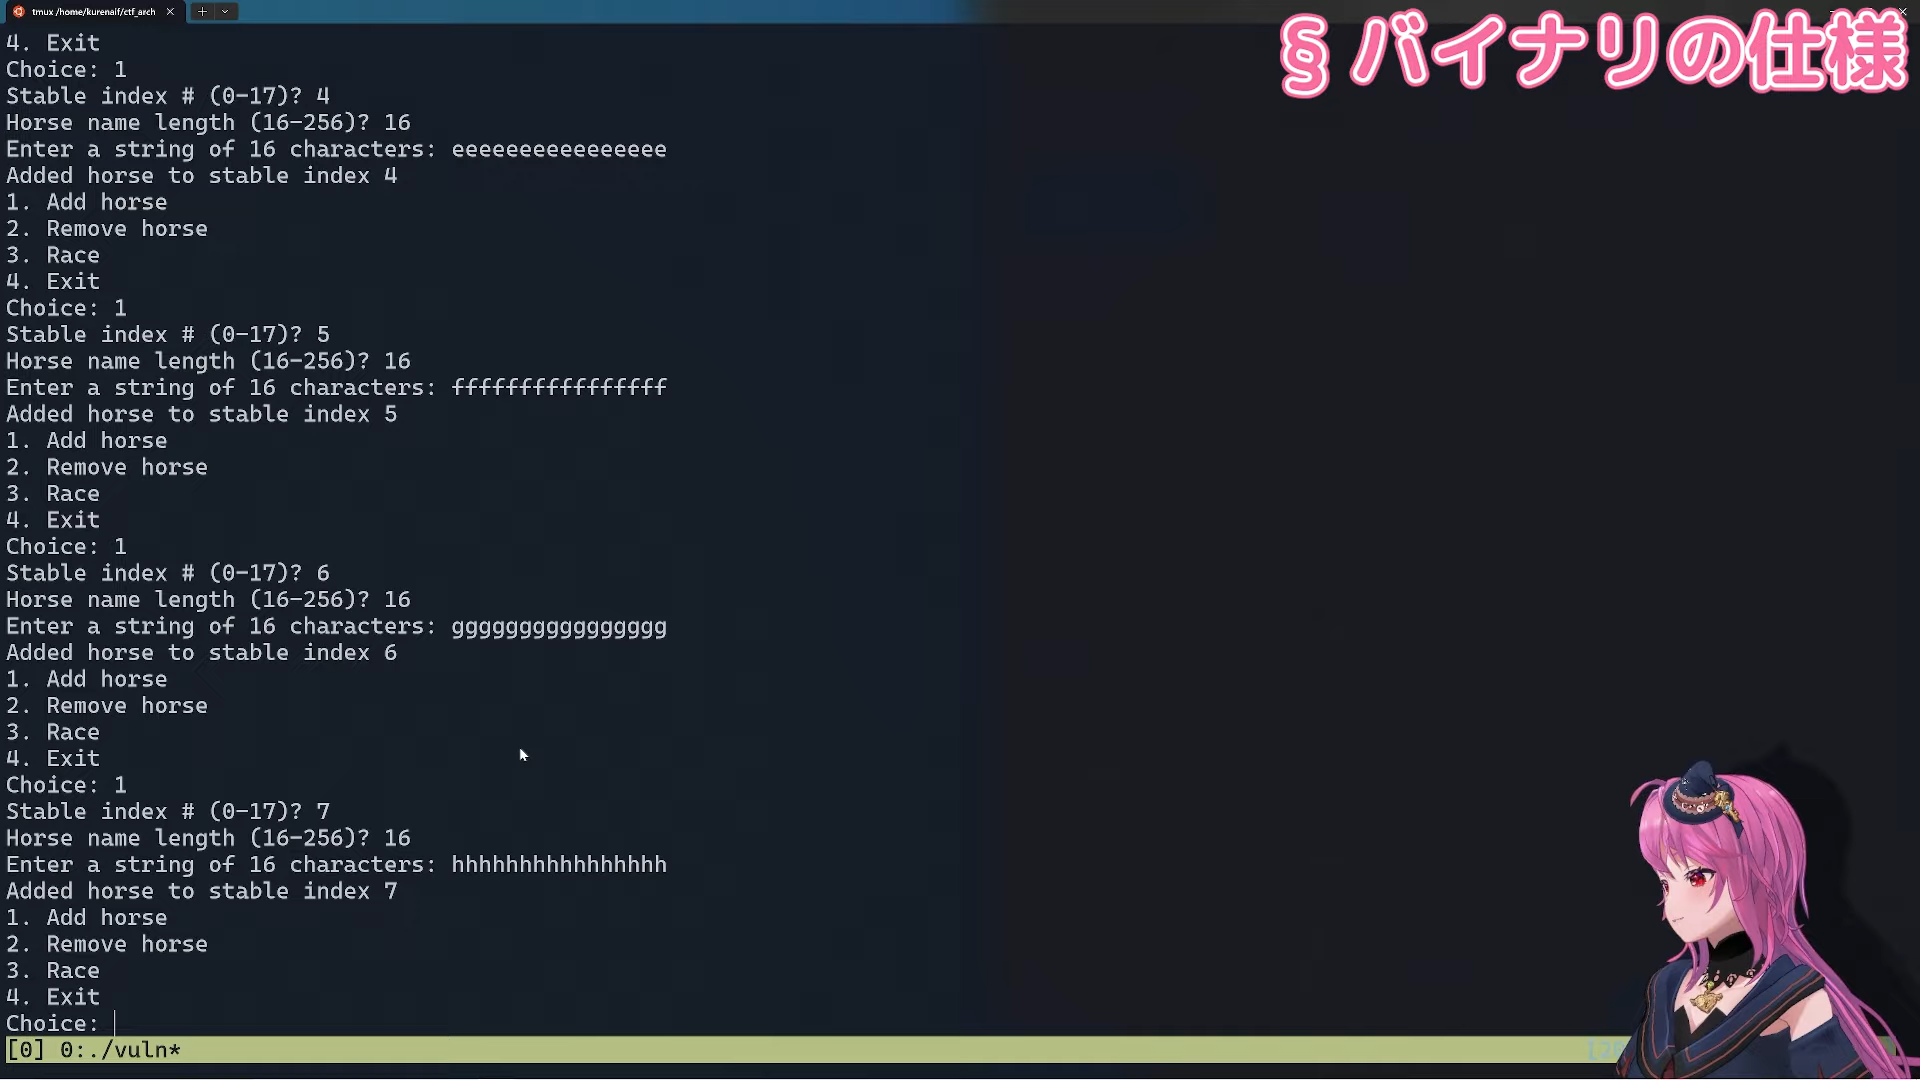 tmux /home/kurenaif/ctf_arch
§バイナリの仕様
4. Exit
Choice: 1
Stable index # (0-17)? 4
Horse name length (16-256)? 16
Enter a string of 16 characters: eeeeeeeeeeeeeeee
Added horse to stable index 4
1. Add horse
2. Remove horse
3. Race
4. Exit
Choice: 1
Stable index # (0-17)? 5
Horse name length (16-256)? 16
Enter a string of 16 characters: ffffffffffffffff
Added horse to stable index 5
1. Add horse
2. Remove horse
3. Race
4. Exit
Choice: 1
Stable index # (0-17)? 6
Horse name length (16-256)? 16
Enter a string of 16 characters: gggggggggggggggg
Added horse to stable index 6
1. Add horse
2. Remove horse
3. Race
4. Exit
Choice: 1
Stable index # (0-17)? 7
Horse name length (16-256)? 16
Enter a string of 16 characters: hhhhhhhhhhhhhhhh
Added horse to stable index 7
1. Add horse
2. Remove horse
3. Race
4. Exit
Choice:
[0] 0:./vuln*